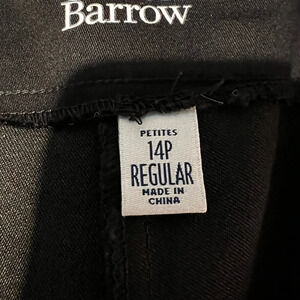 Barrow
PETITES
14P
REGULAR
MADE IN
CHINA